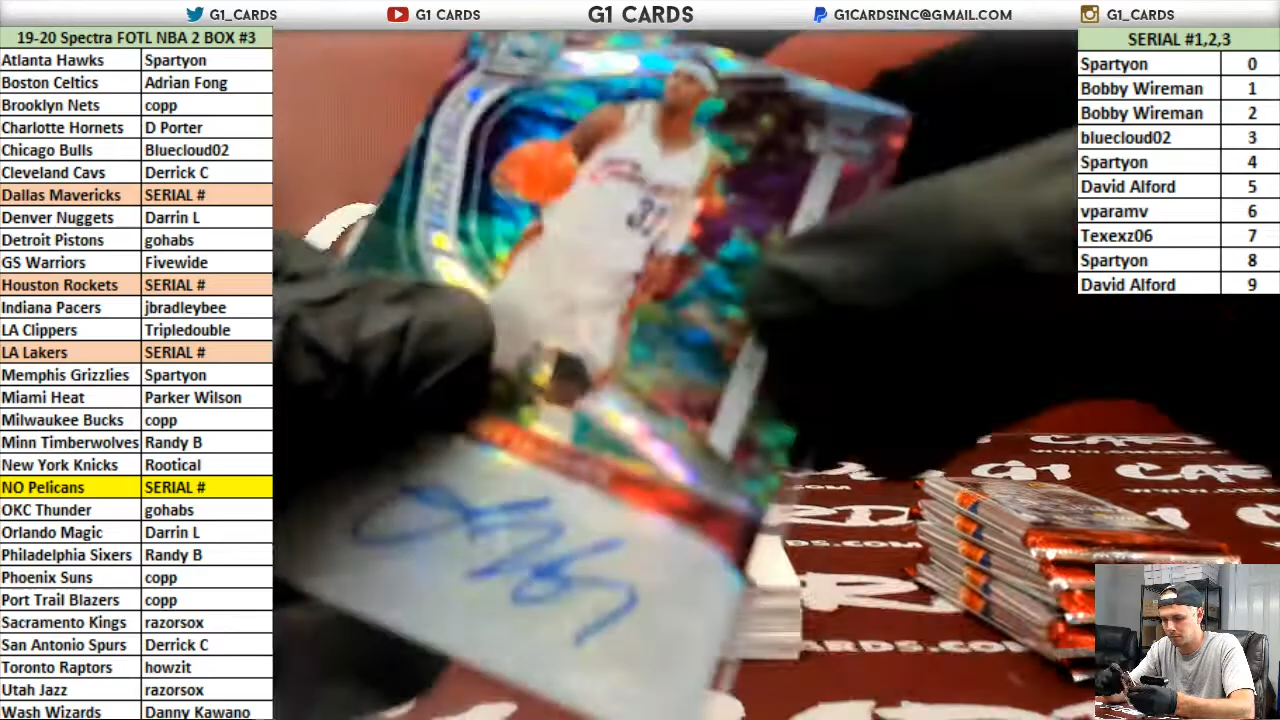 G1_CARDS
G1 CARDS
G1 CARDS
G1CARDSINC@GMAIL.COM
G1_CARDS
19-20 Spectra FOTL NBA 2 BOX #3
Atlanta Hawks Spartyon
Boston Celtics Adrian Fong
Brooklyn Nets copp
Charlotte Hornets D Porter
Chicago Bulls Bluecloud02
Cleveland Cavs Derrick C
Dallas Mavericks SERIAL #
Denver Nuggets Darrin L
Detroit Pistons gohabs
GS Warriors Fivewide
Houston Rockets SERIAL #
Indiana Pacers jbradleybee
LA Clippers Tripledouble
LA Lakers SERIAL #
Memphis Grizzlies Spartyon
Miami Heat Parker Wilson
Milwaukee Bucks copp
Minn Timberwolves Randy B
New York Knicks Rootical
NO Pelicans SERIAL #
OKC Thunder gohabs
Orlando Magic Darrin L
Philadelphia Sixers Randy B
Phoenix Suns copp
Port Trail Blazers copp
Sacramento Kings razorsox
San Antonio Spurs Derrick C
Toronto Raptors howzit
Utah Jazz razorsox
Wash Wizards Danny Kawano
SERIAL #1,2,3
Spartyon 0
Bobby Wireman 1
Bobby Wireman 2
bluecloud02 3
Spartyon 4
David Alford 5
vparamv 6
Texexz06 7
Spartyon 8
David Alford 9
G1